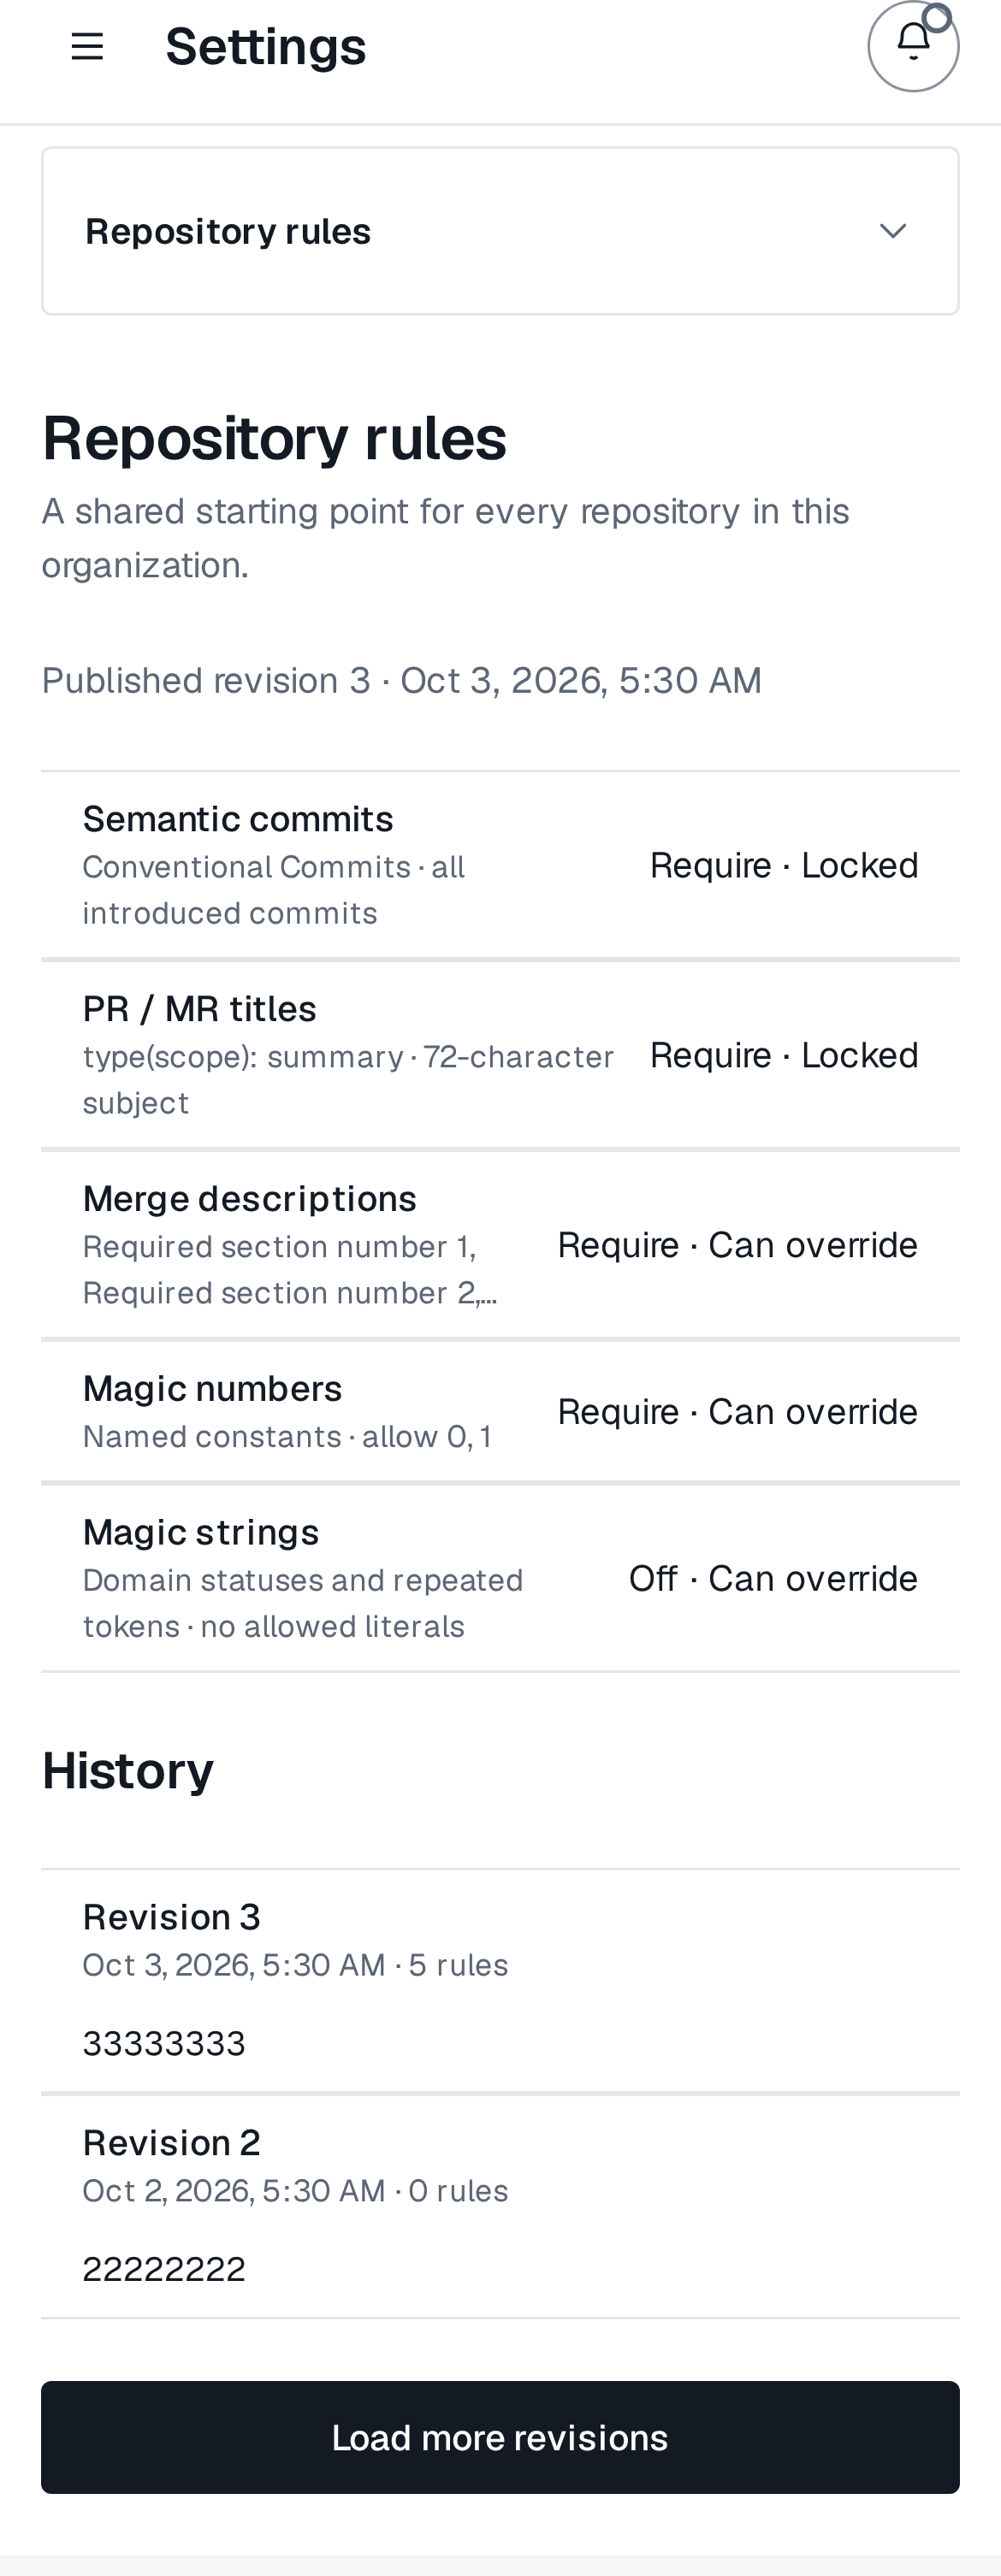 Settings
Repository rules
Repository rules
A shared starting point for every repository in this
organization.
Published revision 3 · Oct 3, 2026, 5:30 AM
Semantic commits
Conventional Commits · all
introduced commits
Require · Locked
PR / MR titles
type(scope): summary · 72-character
subject
Require · Locked
Merge descriptions
Required section number 1,
Required section number 2,...
Require · Can override
Magic numbers
Named constants · allow 0, 1
Require · Can override
Magic strings
Domain statuses and repeated
tokens · no allowed literals
Off · Can override
History
Revision 3
Oct 3, 2026, 5:30 AM · 5 rules
33333333
Revision 2
Oct 2, 2026, 5:30 AM · 0 rules
22222222
Load more revisions